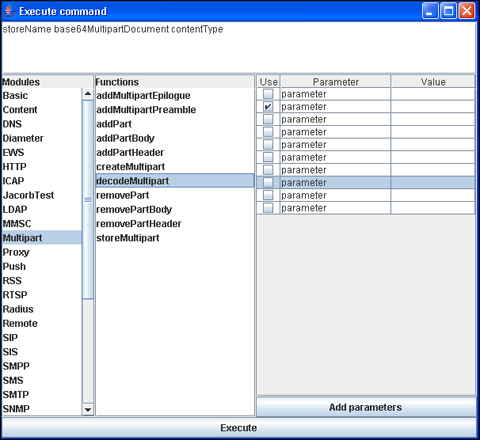 Execute command
storeName base64MultipartDocument contentType
Modules
Basic
Content
DNS
Diameter
EWS
HTTP
ICAP
JacorbTest
LDAP
MMSC
Multipart
Proxy
Push
RSS
RTSP
Radius
Remote
SIP
SIS
SMPP
SMS
SMTP
SNMP
Functions
addMultipartEpilogue
addMultipartPreamble
addPart
addPartBody
addPartHeader
createMultipart
decodeMultipart
removePart
removePartBody
removePartHeader
storeMultipart
Use Parameter Value
parameter
parameter
parameter
parameter
parameter
parameter
parameter
parameter
parameter
parameter
Add parameters
Execute